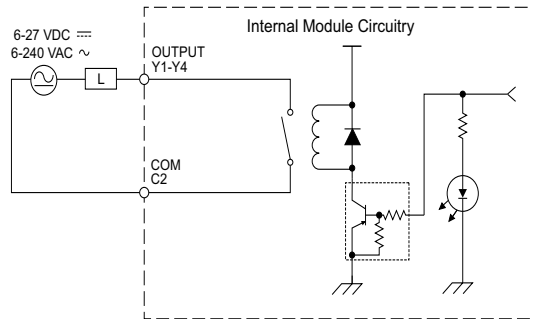 Internal Module Circuitry
6-27 VDC ⎓
6-240 VAC ∿
L
OUTPUT
Y1-Y4
COM
C2